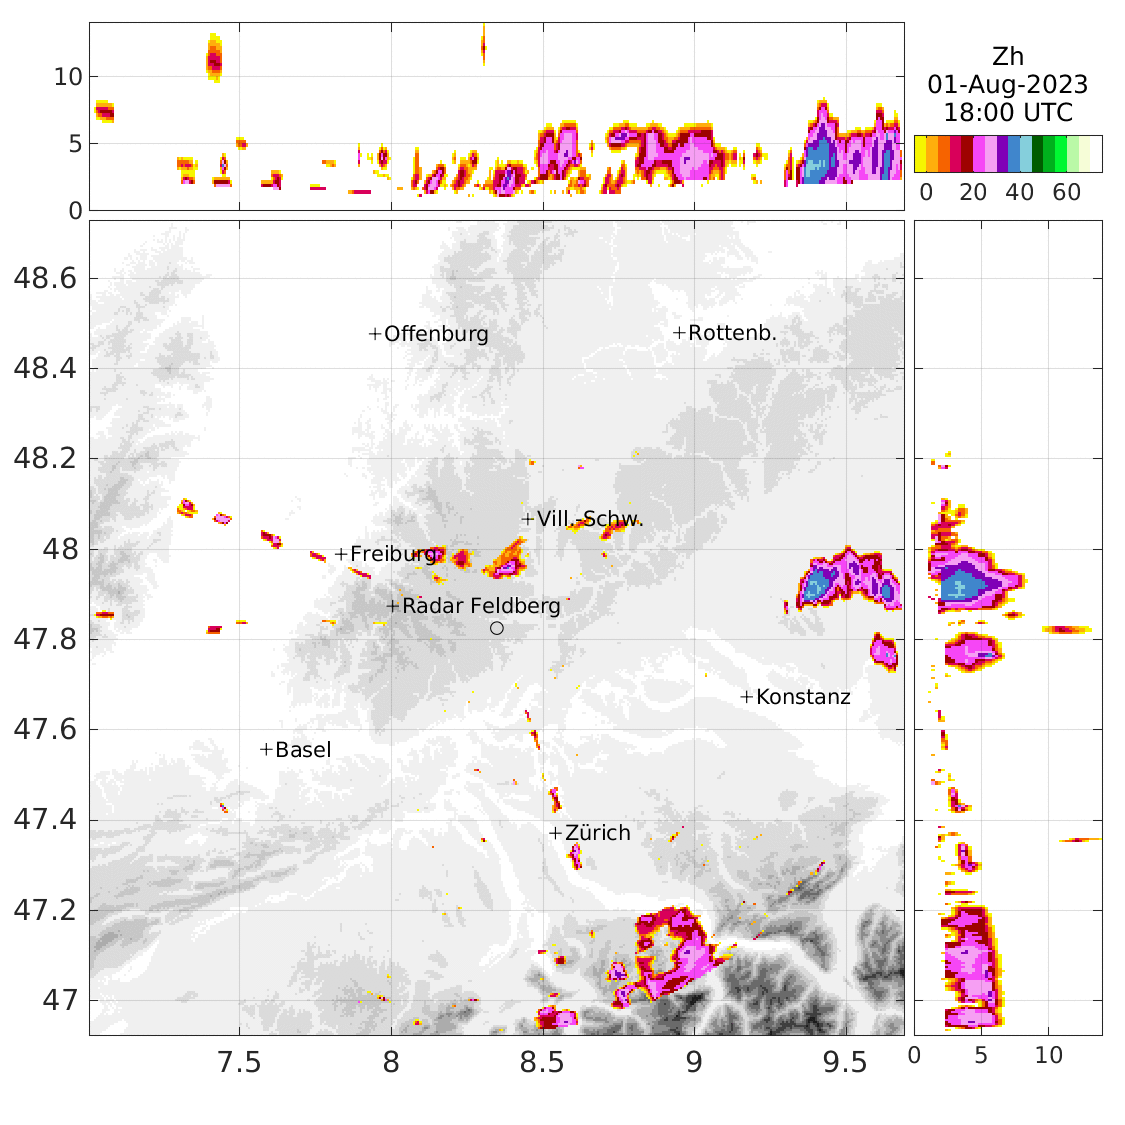 10
5
0
Zh
01-Aug-2023
18:00 UTC
0 20 40 60
48.6
48.4
48.2
48
47.8
47.6
47.4
47.2
47
+Offenburg
+Rottenb.
+Vill.-Schw.
+Freiburg
+Radar Feldberg
+Konstanz
+Basel
+Zürich
7.5 8 8.5 9 9.5
0 5 10